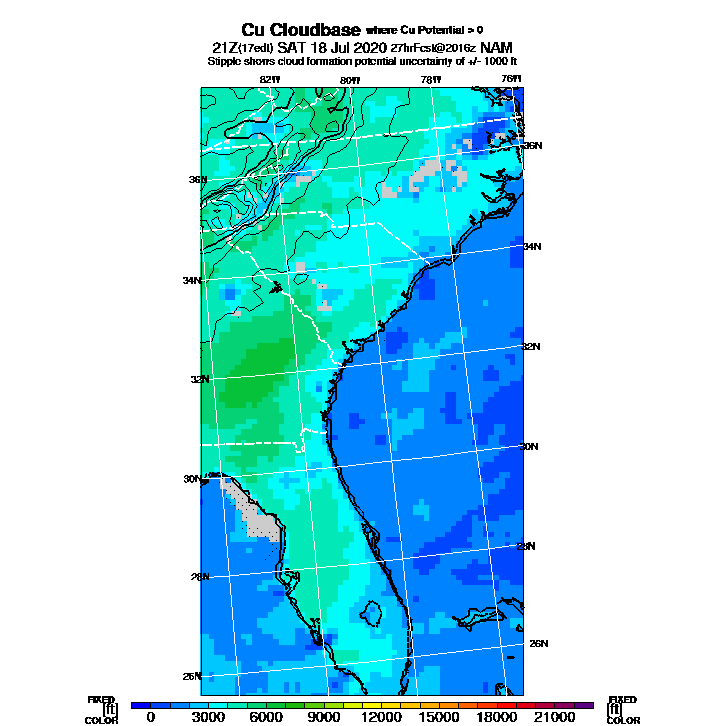 Cu Cloudbase where Cu Potential > 0
21Z(17edt) SAT 18 Jul 2020 27hrFcst@2016z NAM
Stipple shows cloud formation potential uncertainty of +/- 1000 ft
82W 80W 78W 76W
36N
36N
34N
34N
32N
32N
30N
30N
28N
28N
26N
26N
FIXED FIXED
[ft] [ft]
COLOR COLOR
0 3000 6000 9000 12000 15000 18000 21000